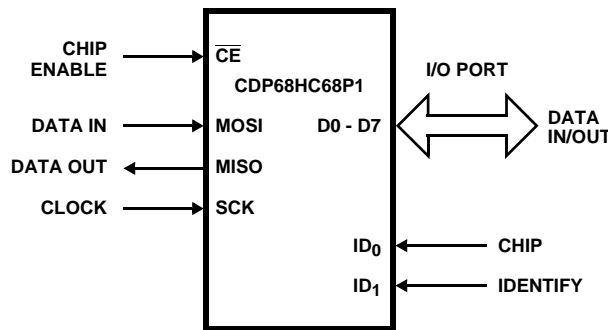 CHIP
ENABLE
CE
CDP68HC68P1
I/O PORT
DATA IN
MOSI
D0 - D7
DATA
IN/OUT
DATA OUT
MISO
CLOCK
SCK
ID0
CHIP
ID1
IDENTIFY